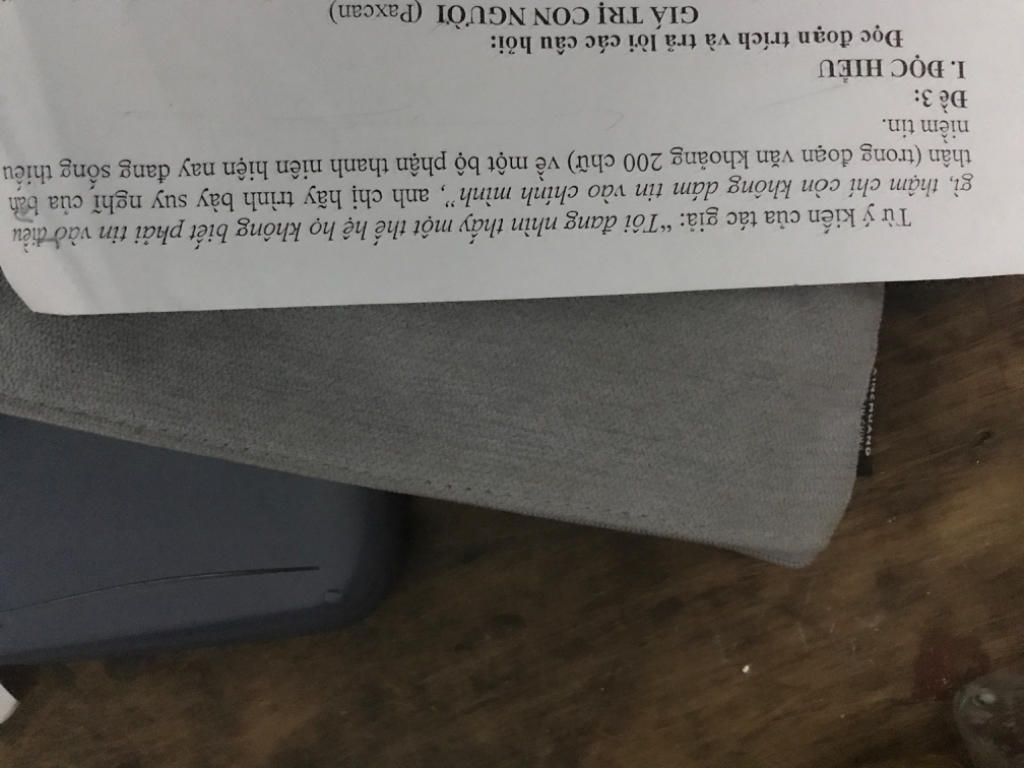 Từ ý kiến của tác giả: “Tôi đang nhìn thấy một thế hệ họ không biết phải tin vào điều
gì, thậm chí còn không dám tin vào chính mình”, anh chị hãy trình bày suy nghĩ của bản
thân (trong đoạn văn khoảng 200 chữ) về một bộ phận thanh niên hiện nay đang sống thiếu
niềm tin.
Đề 3:
I. ĐỌC HIỂU
Đọc đoạn trích và trả lời các câu hỏi:
GIÁ TRỊ CON NGƯỜI (Paxcan)